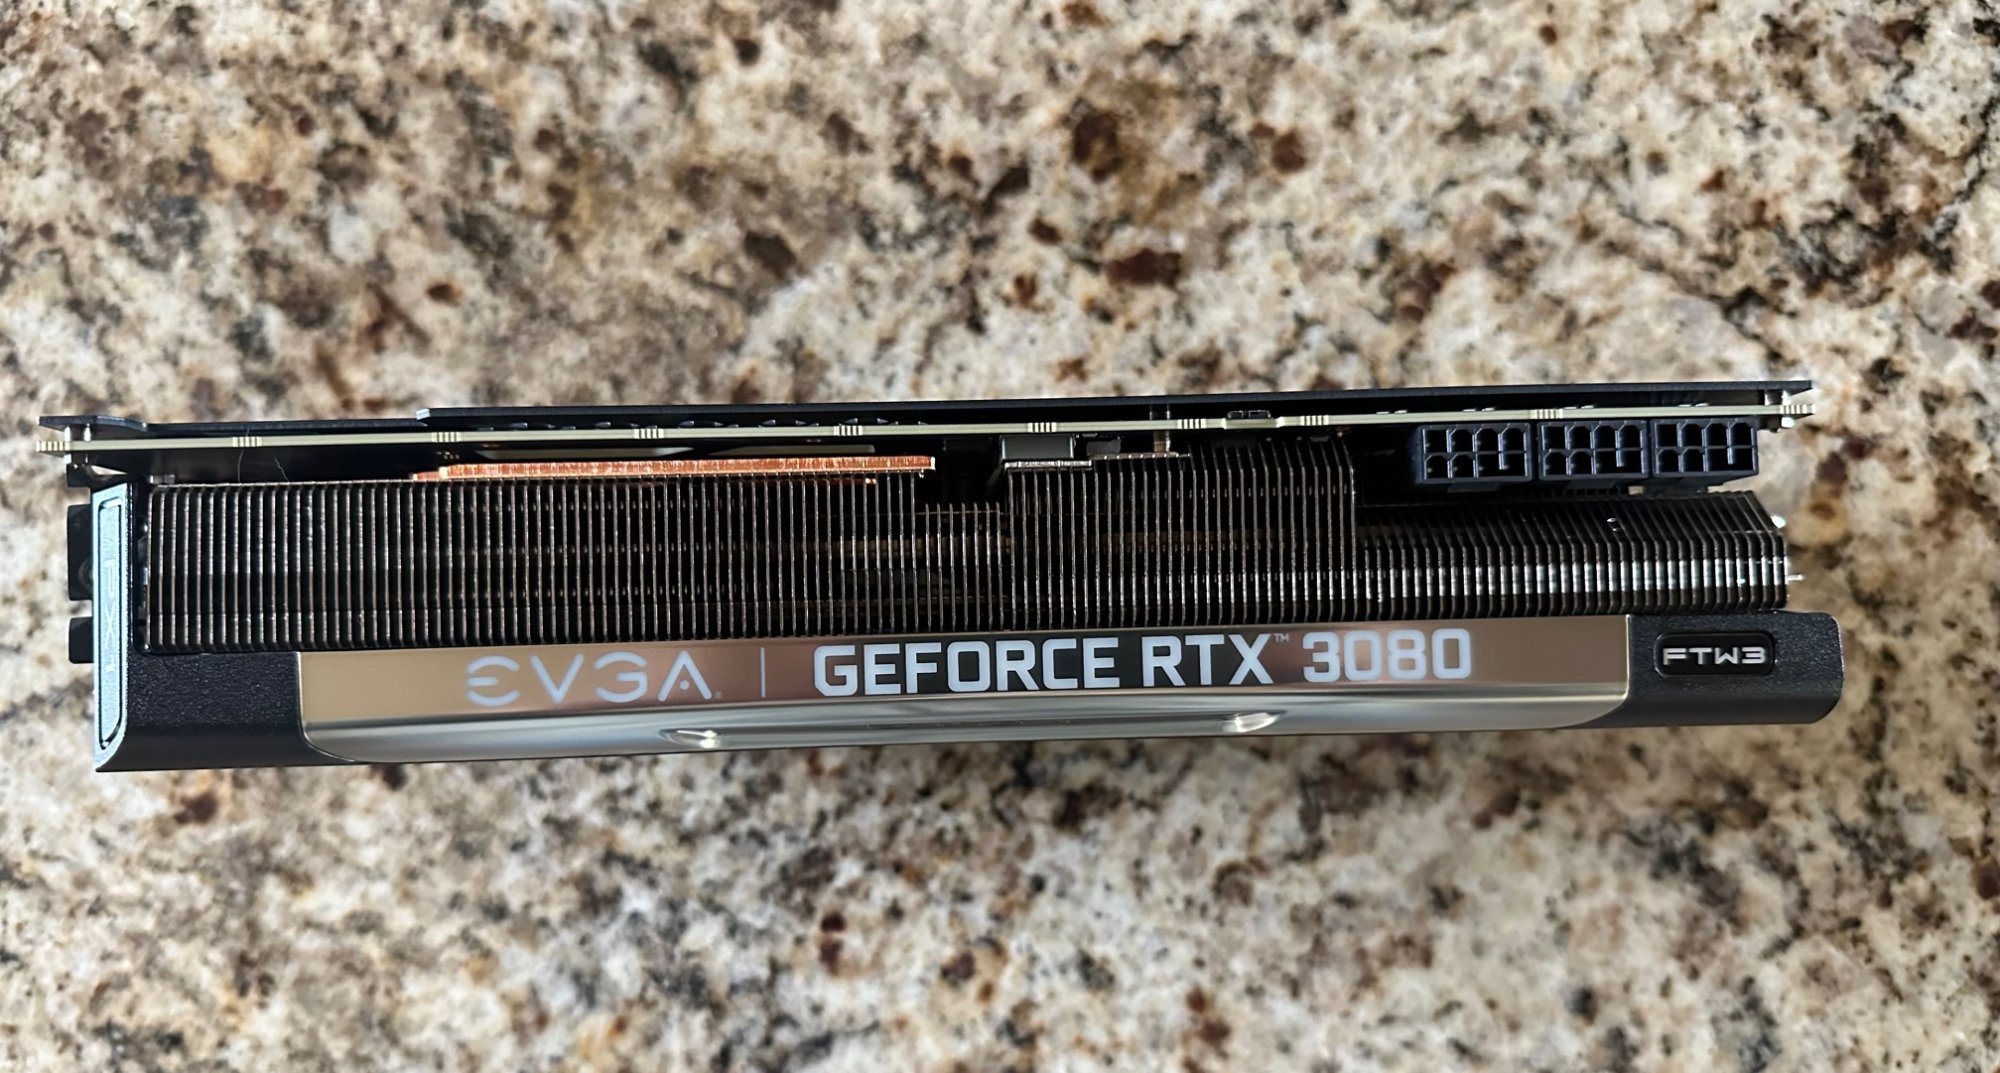 EVGA® | GEFORCE RTX™ 3080
FTW3